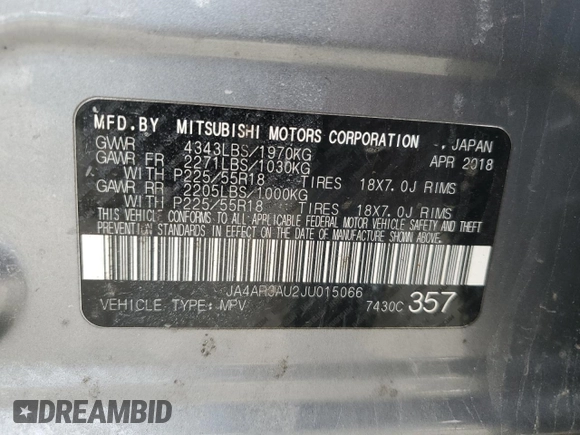 MFD.BY MITSUBISHI MOTORS CORPORATION -, JAPAN
GVWR 4343LBS/1970KG APR 2018
GAWR FR 2271LBS/1030KG
WITH P225/55R18 TIRES 18X7.0J RIMS
GAWR RR 2205LBS/1000KG
WITH P225/55R18 TIRES 18X7.0J RIMS
THIS VEHICLE CONFORMS TO ALL APPLICABLE FEDERAL MOTOR VEHICLE SAFETY AND THEFT
PREVENTION STANDARDS IN EFFECT ON THE DATE OF MANUFACTURE SHOWN ABOVE.
JA4AR3AU2JU015066
VEHICLE TYPE: MPV 7430C 357
DREAMBID